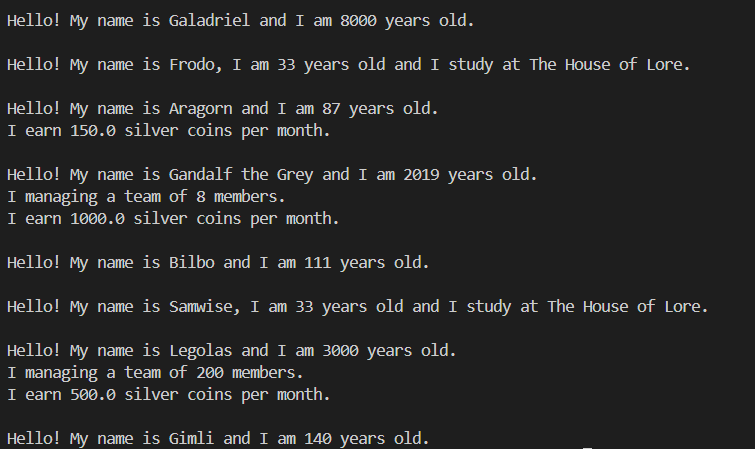 Hello! My name is Galadriel and I am 8000 years old.
Hello! My name is Frodo, I am 33 years old and I study at The House of Lore.
Hello! My name is Aragorn and I am 87 years old.
I earn 150.0 silver coins per month.
Hello! My name is Gandalf the Grey and I am 2019 years old.
I managing a team of 8 members.
I earn 1000.0 silver coins per month.
Hello! My name is Bilbo and I am 111 years old.
Hello! My name is Samwise, I am 33 years old and I study at The House of Lore.
Hello! My name is Legolas and I am 3000 years old.
I managing a team of 200 members.
I earn 500.0 silver coins per month.
Hello! My name is Gimli and I am 140 years old.